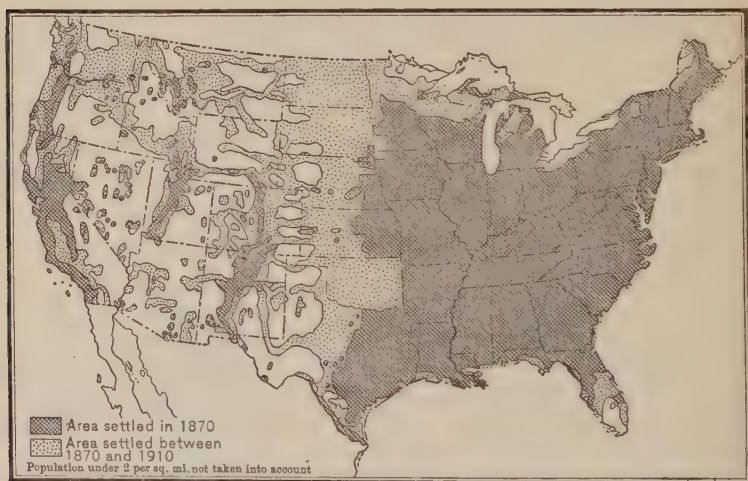 Area settled in 1870
Area settled between
1870 and 1910
Population under 2 per sq. mi. not taken into account